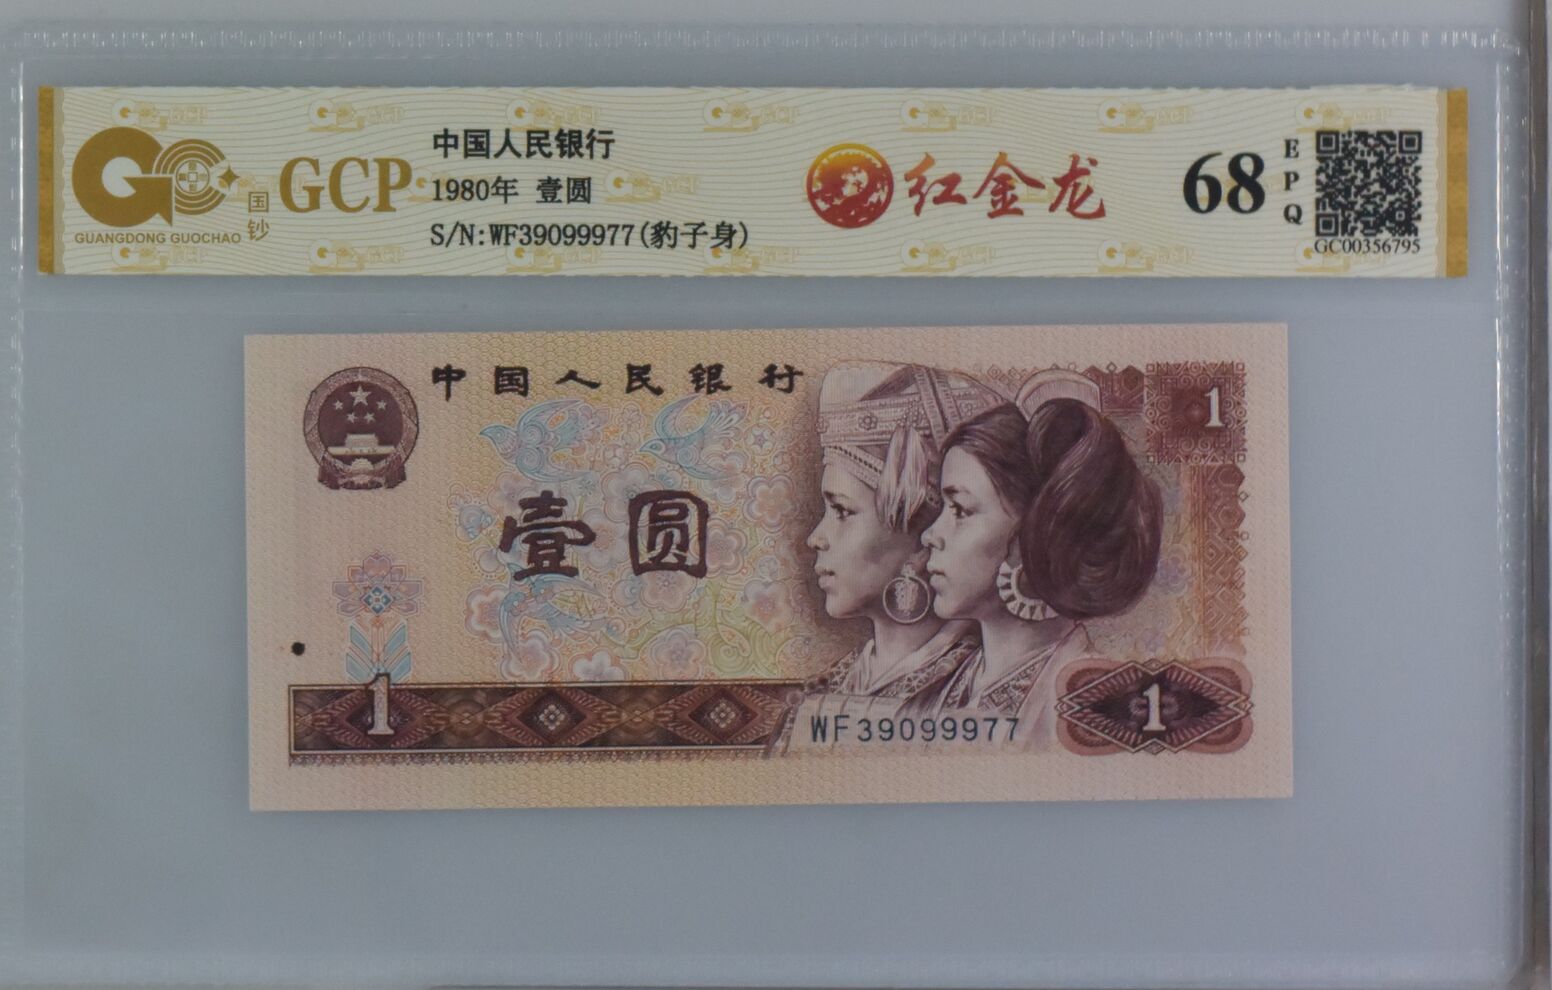 国钞
GCP
GUANGDONG GUOCHAO
中国人民银行
1980年 壹圆
S/N:WF39099977(豹子身)
红金龙
68
EPQ
GC00356795
中国人民银行
1
壹圆
1
WF39099977
1